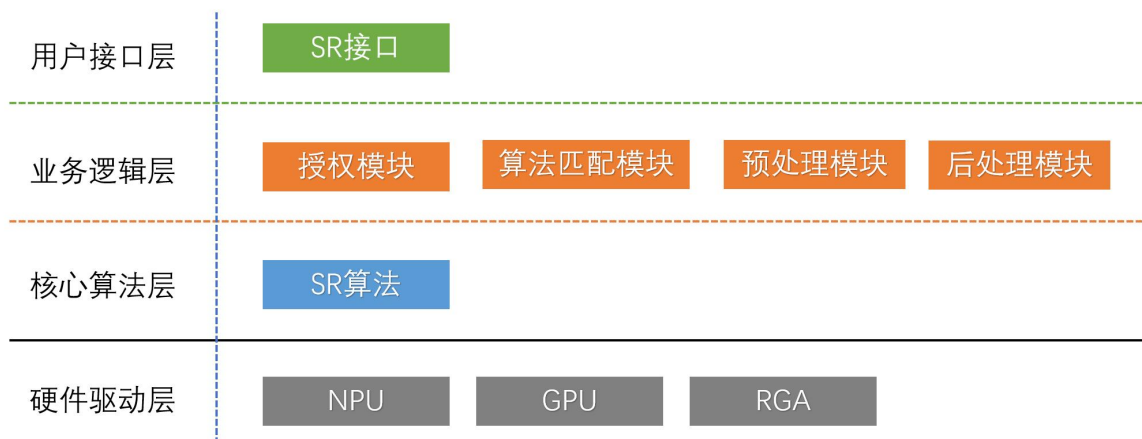 用户接口层
SR接口
业务逻辑层
授权模块
算法匹配模块
预处理模块
后处理模块
核心算法层
SR算法
硬件驱动层
NPU
GPU
RGA